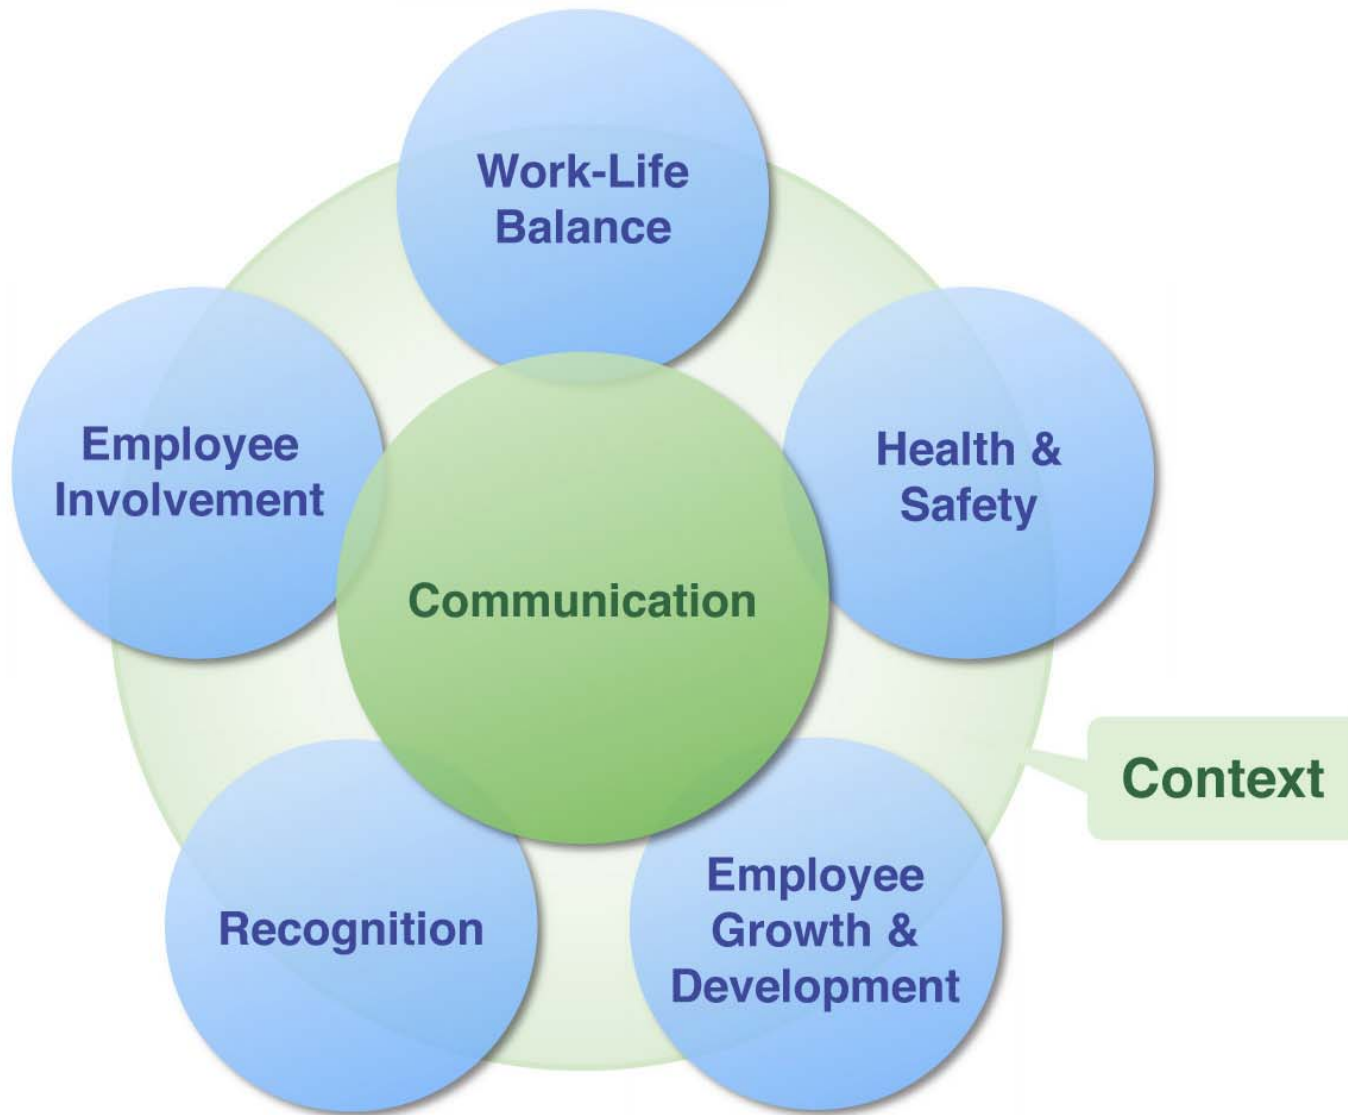 Work-Life
Balance
Employee
Involvement
Health &
Safety
Communication
Context
Recognition
Employee
Growth &
Development